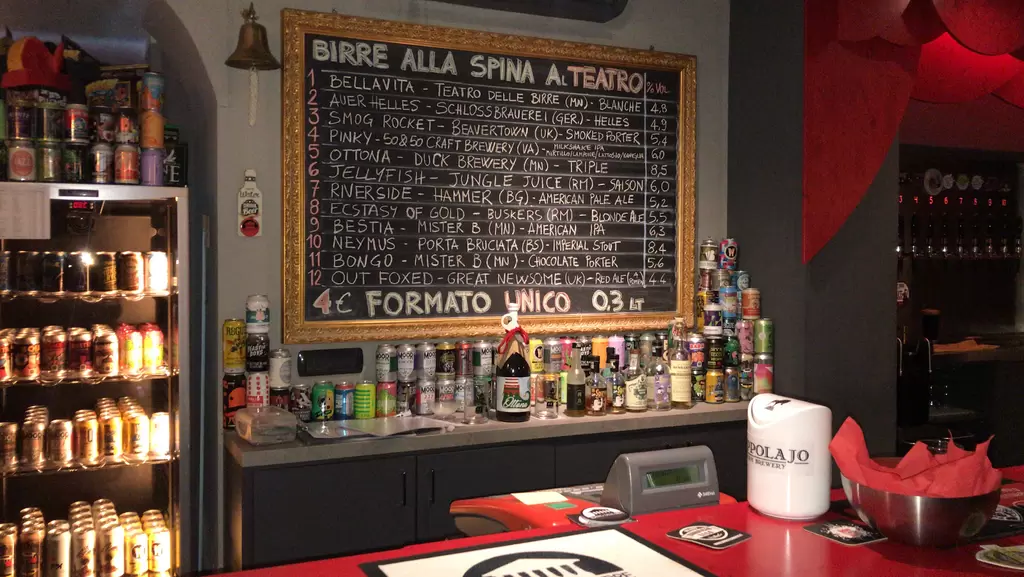 BIRRE ALLA SPINA AL TEATRO % VOL
1 BELLAVITA - TEATRO DELLE BIRRE (MN) - BLANCHE 4,8
2 AUER HELLES - SCHLOSSBRAUEREI (GER) - HELLES 4,9
3 SMOG ROCKET - BEAVERTOWN (UK) - SMOKED PORTER 5,4
4 PINKY - 50&50 CRAFT BREWERY (VA) - MILKSHAKE IPA 6,0
5 OTTONA - DUCK BREWERY (MN) - TRIPLE 8,5
6 JELLYFISH - JUNGLE JUICE (RM) - SAISON 6,0
7 RIVERSIDE - HAMMER (BG) - AMERICAN PALE ALE 5,2
8 ECSTASY OF GOLD - BUSKERS (RM) - BLONDE ALE 5,5
9 BESTIA - MISTER B (MN) - AMERICAN IPA 6,3
10 NEYMUS - PORTA BRUCIATA (BS) - IMPERIAL STOUT 8,4
11 BONGO - MISTER B (MN) - CHOCOLATE PORTER 5,6
12 OUT FOXED - GREAT NEWSOME (UK) - RED ALE 4,4
4€ FORMATO UNICO 0,3 LT
Ottona
PPOLAJO
BREWERY